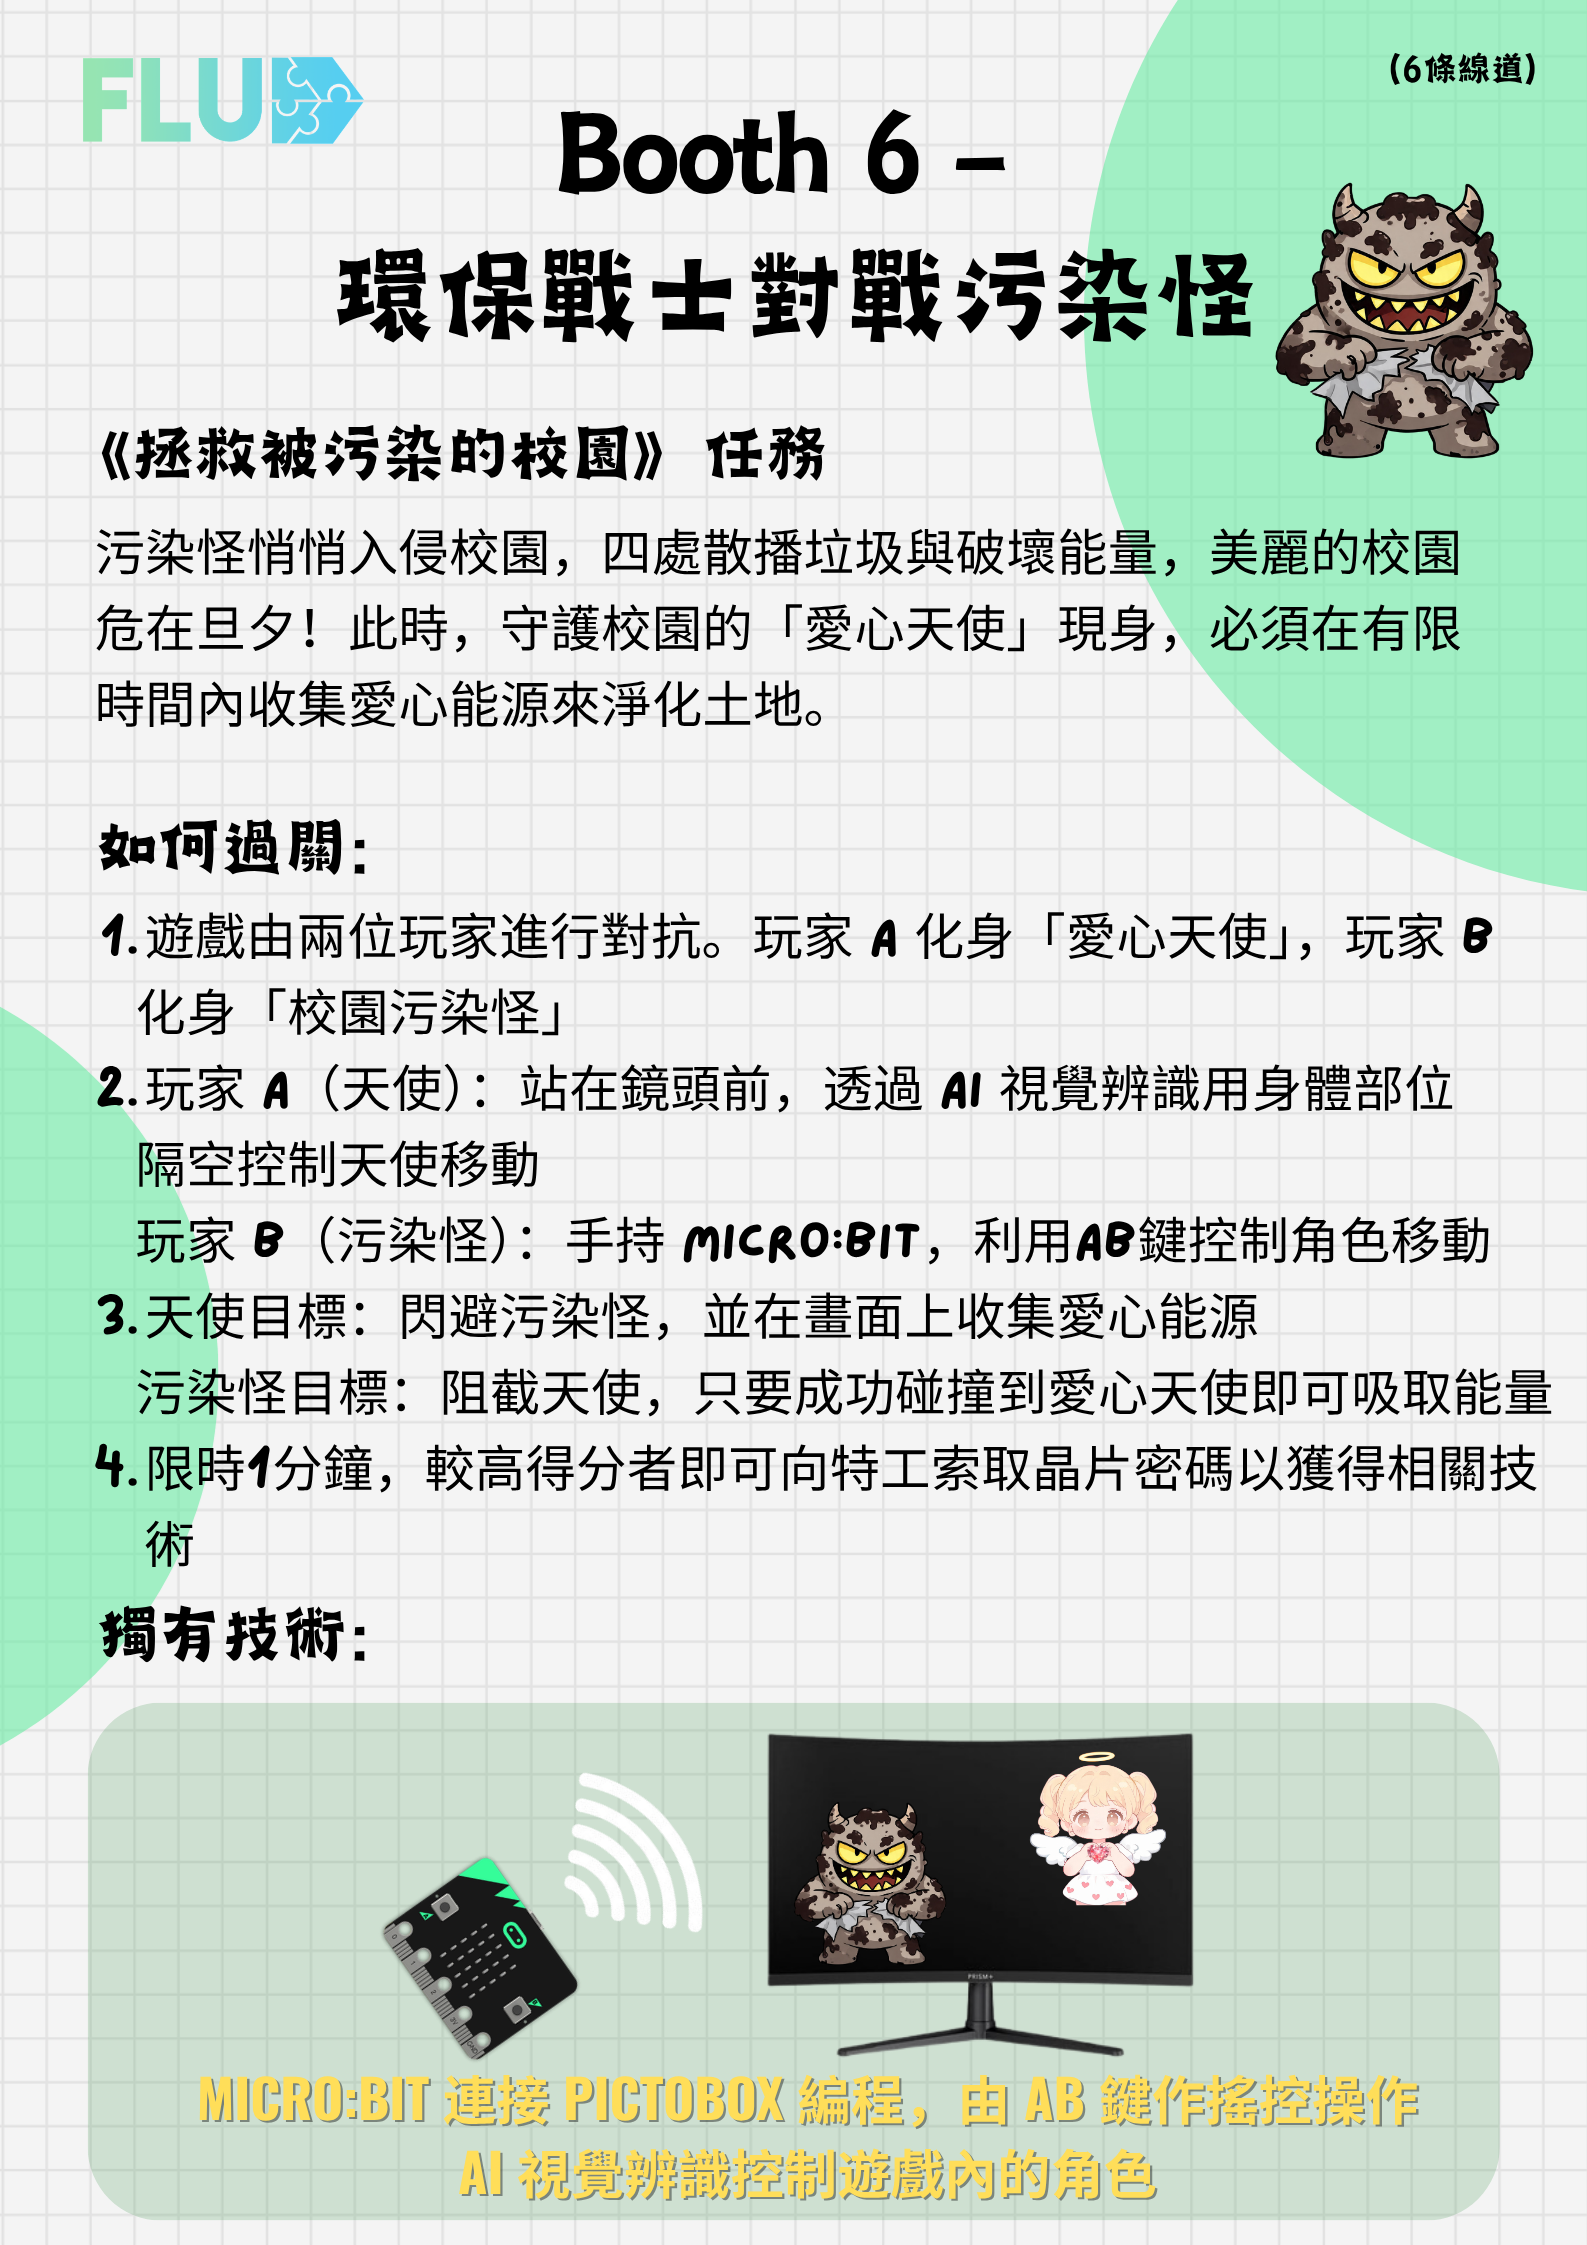 FLUD
(6條線道)
Booth 6 –
環保戰士對戰污染怪
《拯救被污染的校園》 任務
污染怪悄悄入侵校園，四處散播垃圾與破壞能量，美麗的校園
危在旦夕！此時，守護校園的「愛心天使」現身，必須在有限
時間內收集愛心能源來淨化土地。
如何過關：
1. 遊戲由兩位玩家進行對抗。玩家 A 化身「愛心天使」，玩家 B
化身「校園污染怪」
2. 玩家 A（天使）：站在鏡頭前，透過 AI 視覺辨識用身體部位
隔空控制天使移動
玩家 B（污染怪）：手持 MICRO:BIT，利用AB鍵控制角色移動
3. 天使目標：閃避污染怪，並在畫面上收集愛心能源
污染怪目標：阻截天使，只要成功碰撞到愛心天使即可吸取能量
4. 限時1分鐘，較高得分者即可向特工索取晶片密碼以獲得相關技
術
獨有技術：
PRISM+
MICRO:BIT 連接 PICTOBOX 編程，由 AB 鍵作搖控操作
AI 視覺辨識控制遊戲內的角色